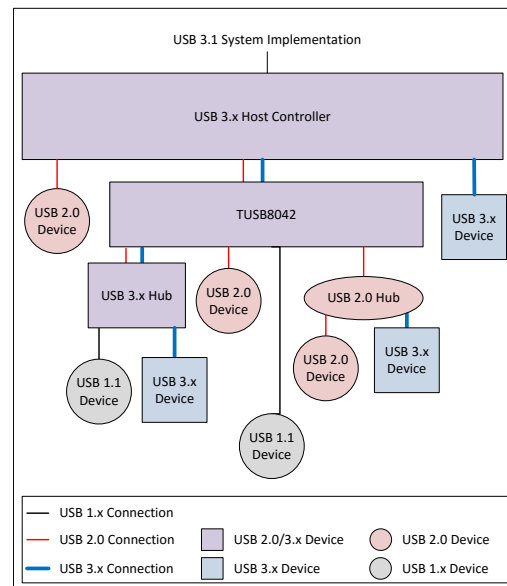 USB 3.1 System Implementation
USB 3.x Host Controller
USB 2.0
Device
TUSB8042
USB 3.x
Device
USB 3.x Hub
USB 2.0
Device
USB 2.0 Hub
USB 1.1
Device
USB 3.x
Device
USB 2.0
Device
USB 3.x
Device
USB 1.1
Device
USB 1.x Connection
USB 2.0 Connection
USB 2.0/3.x Device
USB 2.0 Device
USB 3.x Connection
USB 3.x Device
USB 1.x Device